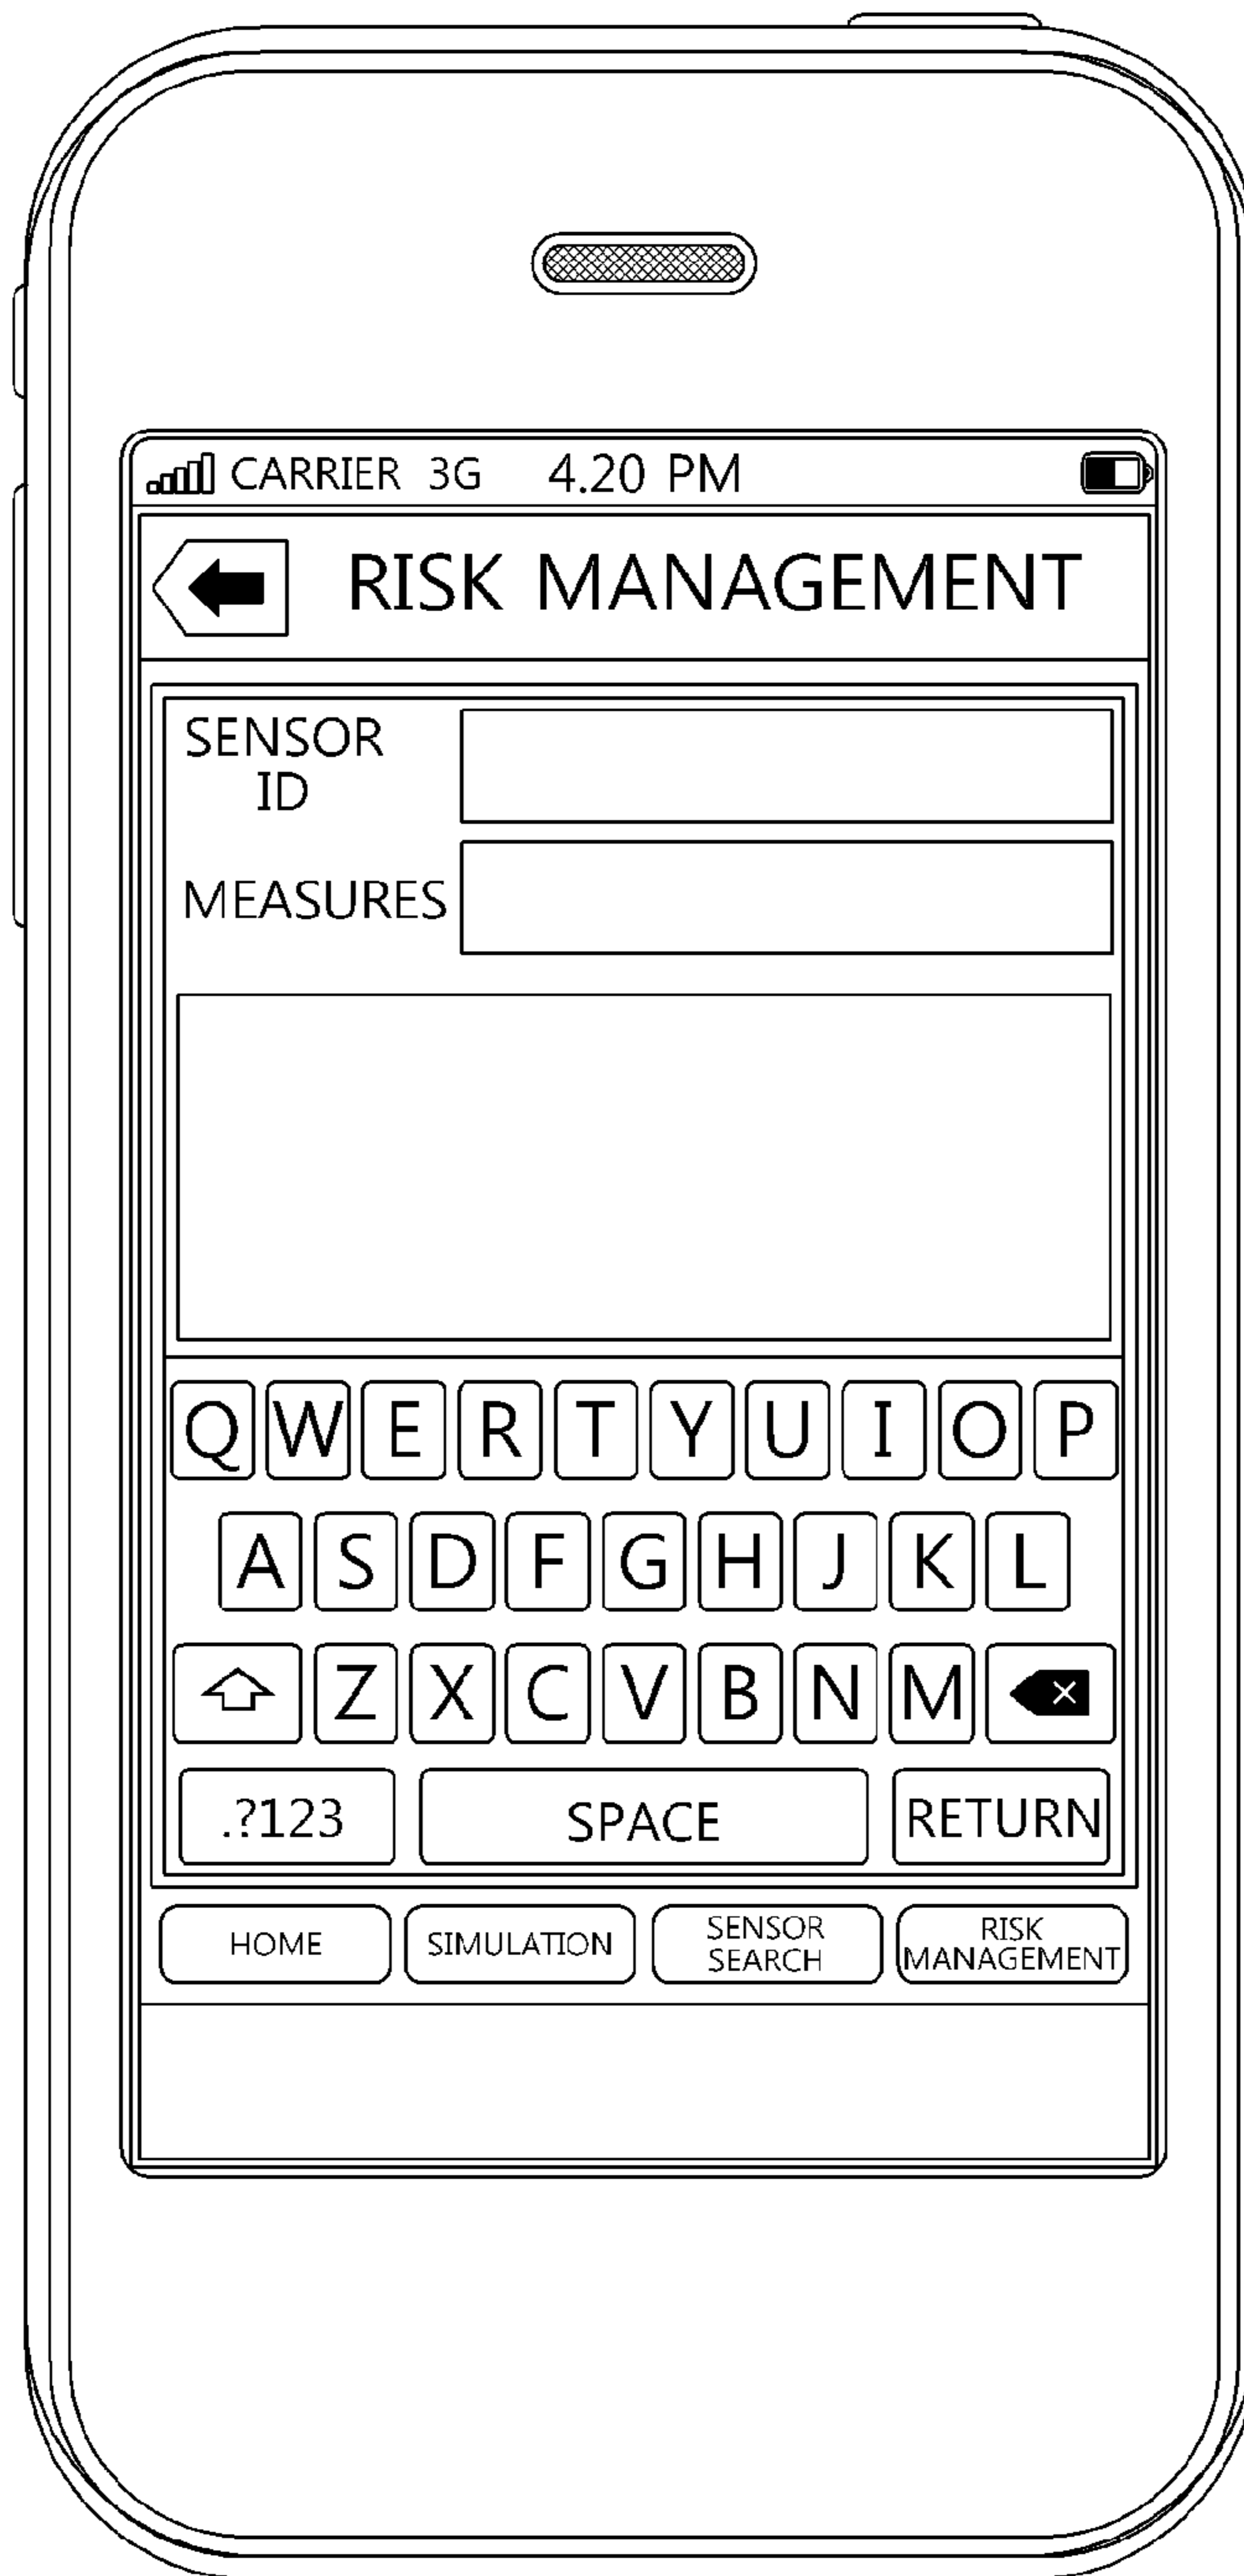 CARRIER 3G 4.20 PM
RISK MANAGEMENT
SENSOR
ID
MEASURES
Q W E R T Y U I O P
A S D F G H J K L
Z X C V B N M
.?123 SPACE RETURN
HOME
SIMULATION
SENSOR
SEARCH
RISK
MANAGEMENT